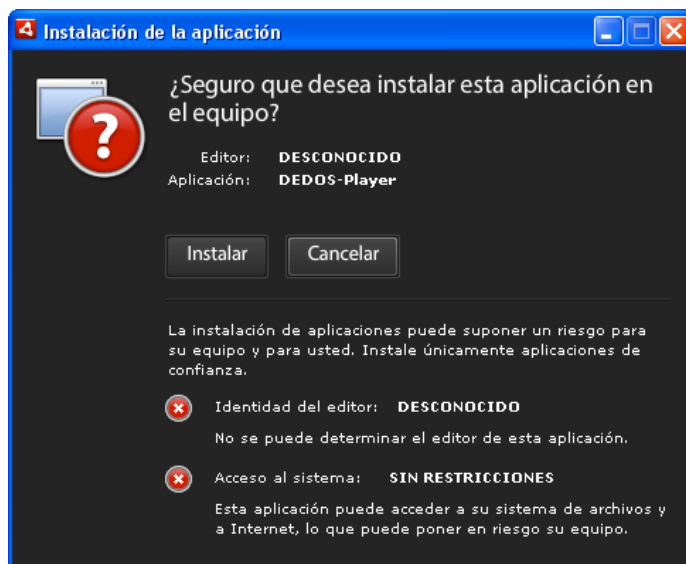 Instalación de la aplicación
¿Seguro que desea instalar esta aplicación en
el equipo?
Editor: DESCONOCIDO
Aplicación: DEDOS-Player
Instalar Cancelar
La instalación de aplicaciones puede suponer un riesgo para
su equipo y para usted. Instale únicamente aplicaciones de
confianza.
Identidad del editor: DESCONOCIDO
No se puede determinar el editor de esta aplicación.
Acceso al sistema: SIN RESTRICCIONES
Esta aplicación puede acceder a su sistema de archivos y
a Internet, lo que puede poner en riesgo su equipo.